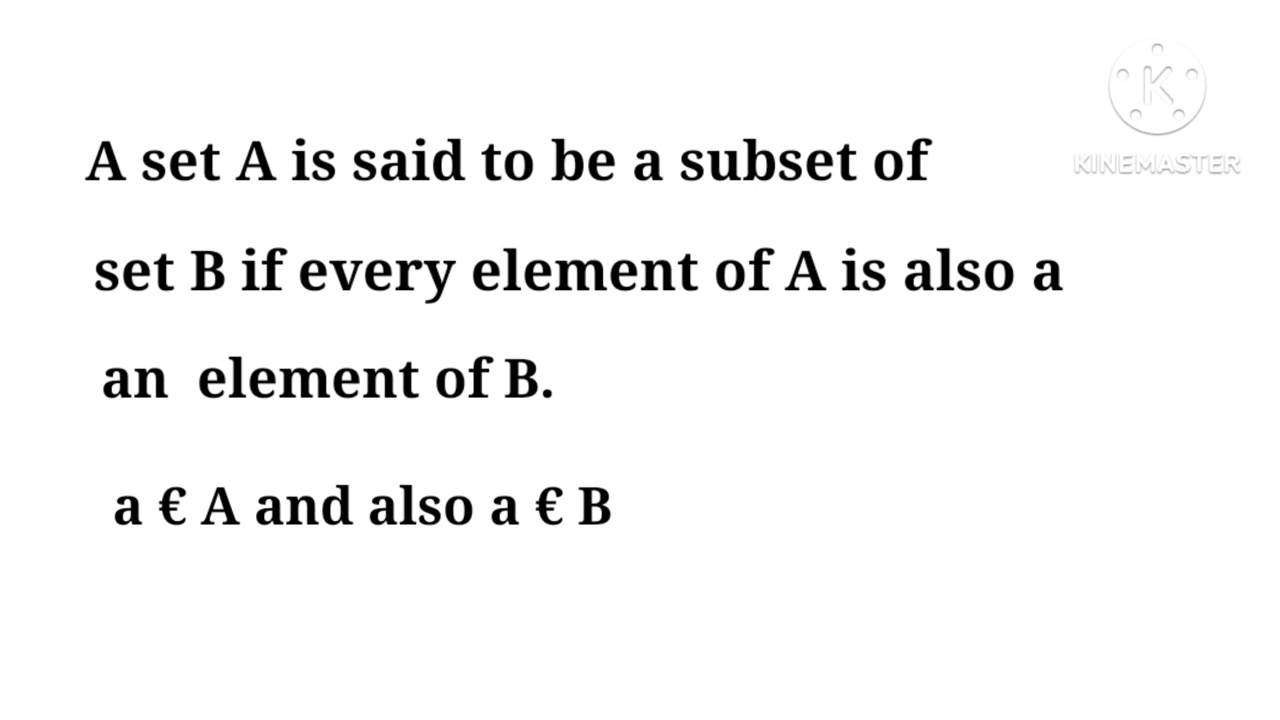 A set A is said to be a subset of
set B if every element of A is also a
an element of B.
a € A and also a € B
K
KINEMASTER